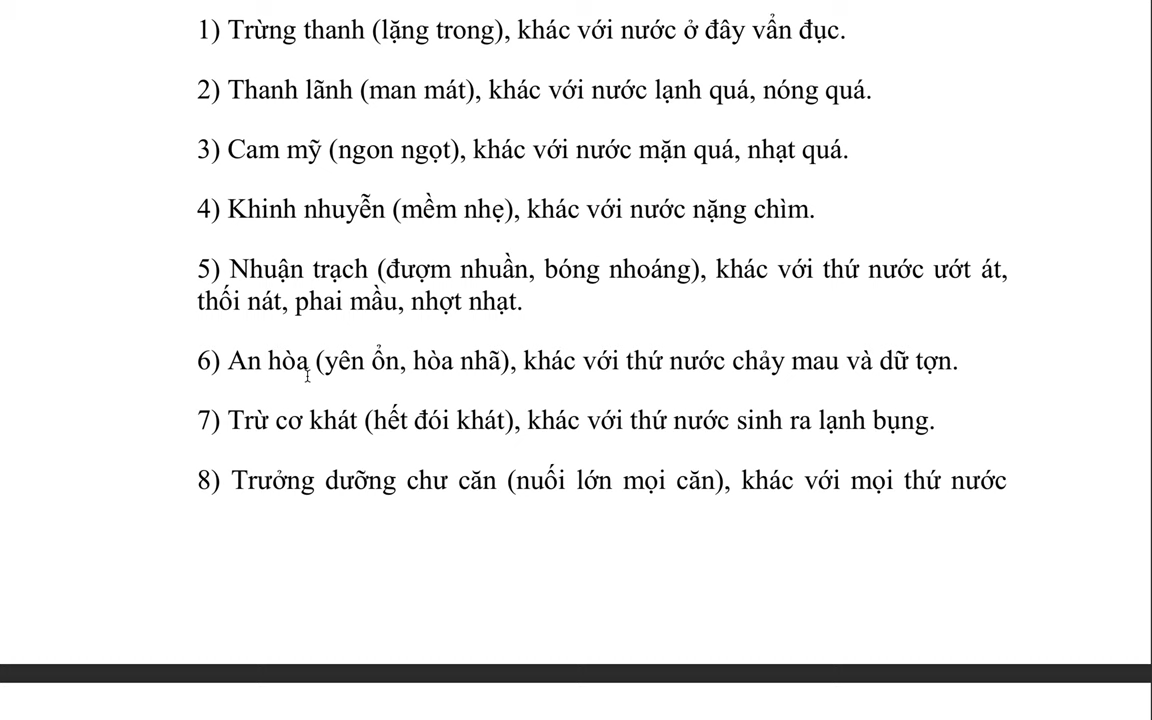 1) Trừng thanh (lặng trong), khác với nước ở đây vẩn đục.
2) Thanh lãnh (man mát), khác với nước lạnh quá, nóng quá.
3) Cam mỹ (ngon ngọt), khác với nước mặn quá, nhạt quá.
4) Khinh nhuyễn (mềm nhẹ), khác với nước nặng chìm.
5) Nhuận trạch (đượm nhuần, bóng nhoáng), khác với thứ nước ướt át,
thối nát, phai mầu, nhợt nhạt.
6) An hòa (yên ổn, hòa nhã), khác với thứ nước chảy mau và dữ tợn.
7) Trừ cơ khát (hết đói khát), khác với thứ nước sinh ra lạnh bụng.
8) Trưởng dưỡng chư căn (nuối lớn mọi căn), khác với mọi thứ nước